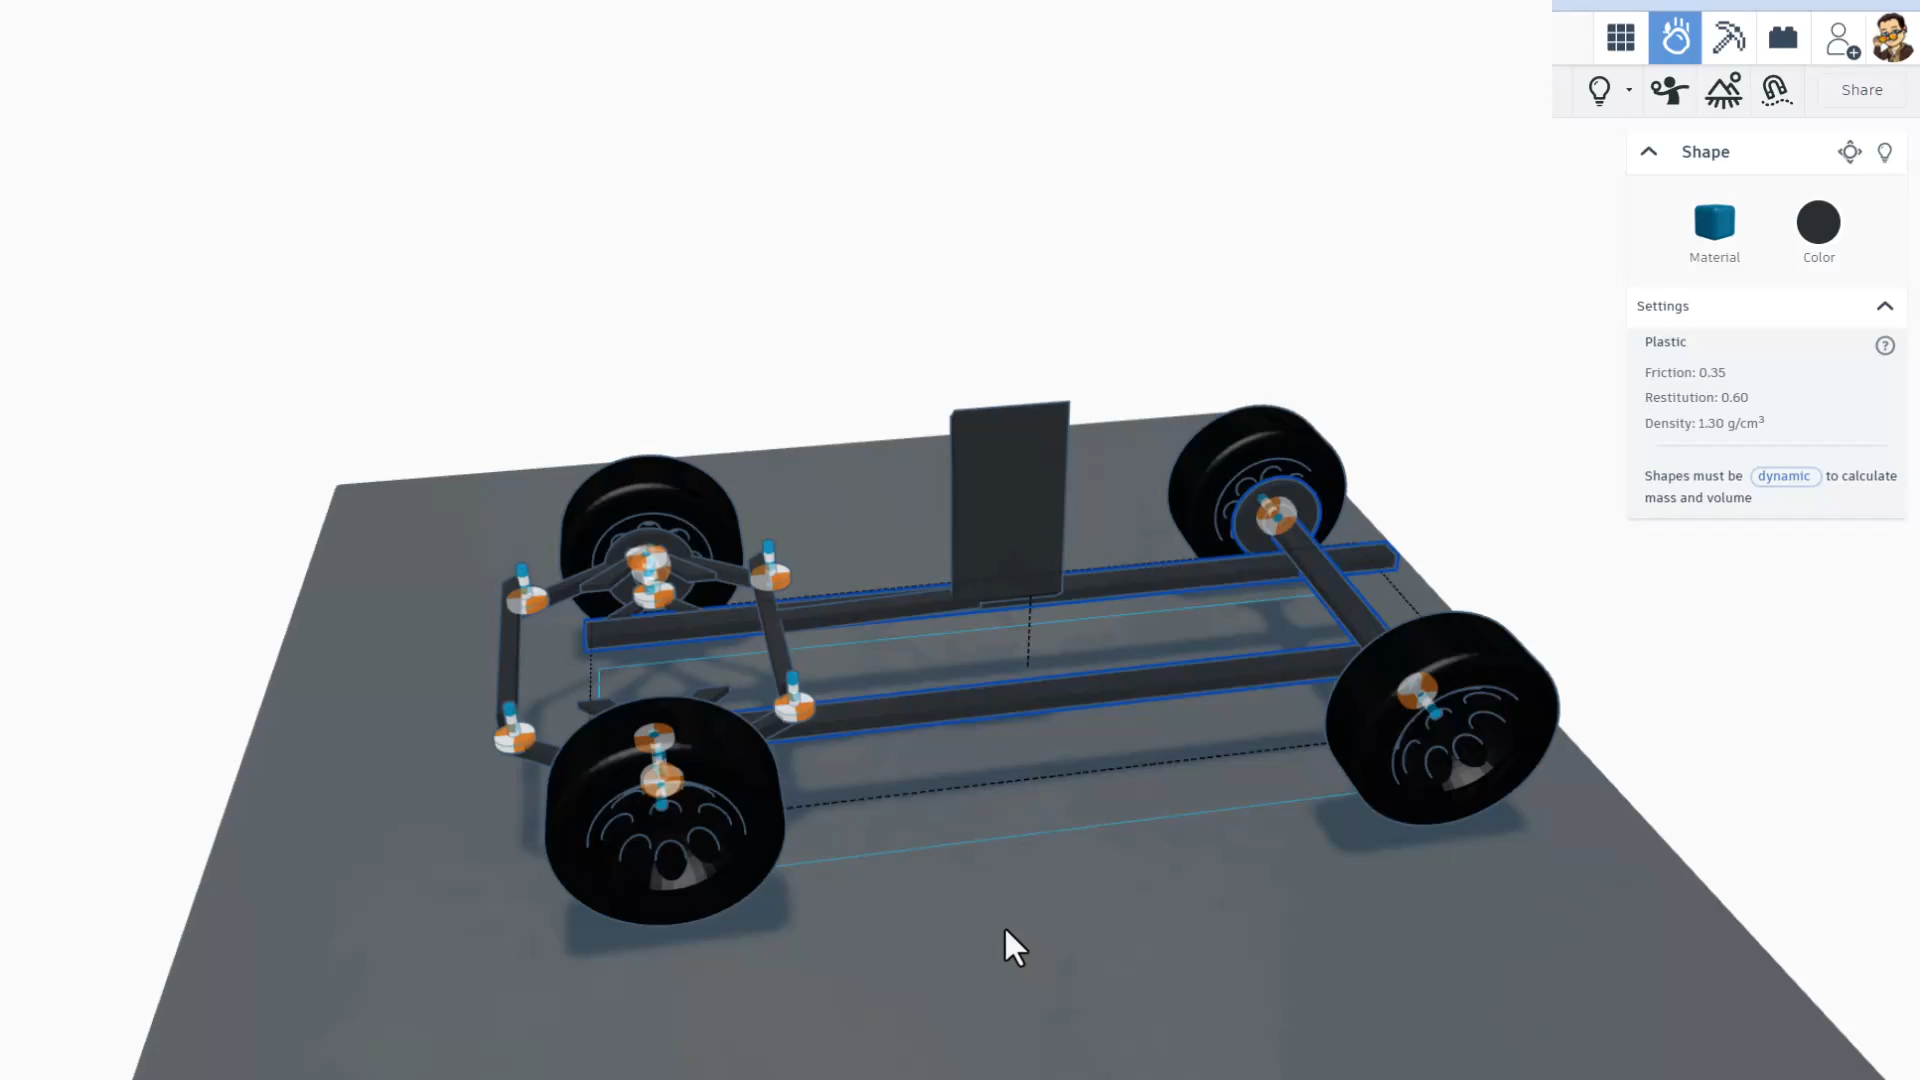 Share
Shape
Material
Color
Settings
Plastic
Friction: 0.35
Restitution: 0.60
Density: 1.30 g/cm³
Shapes must be dynamic to calculate
mass and volume